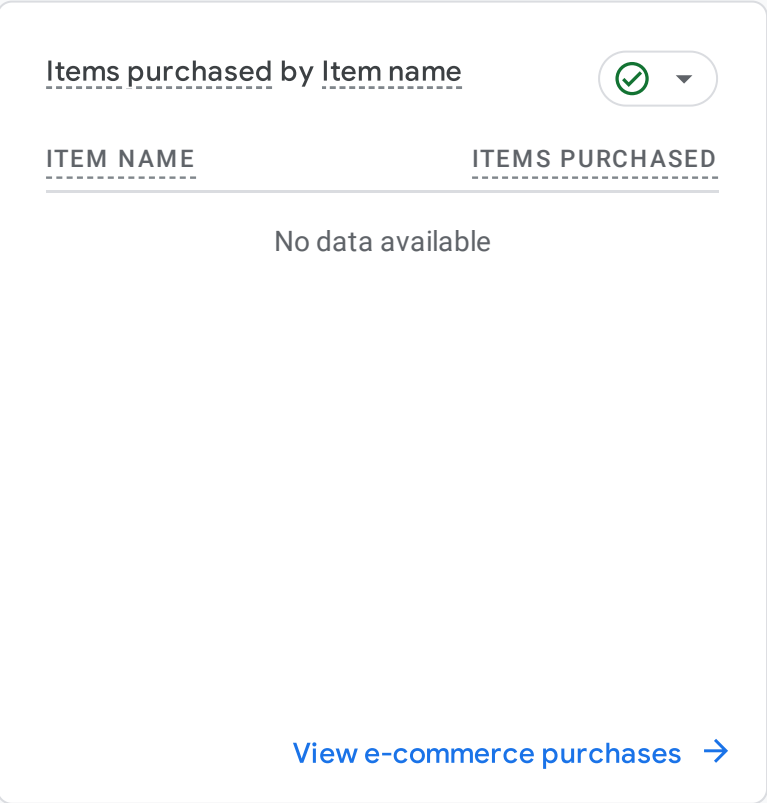 Items purchased by Item name
ITEM NAME ITEMS PURCHASED
No data available
View e-commerce purchases